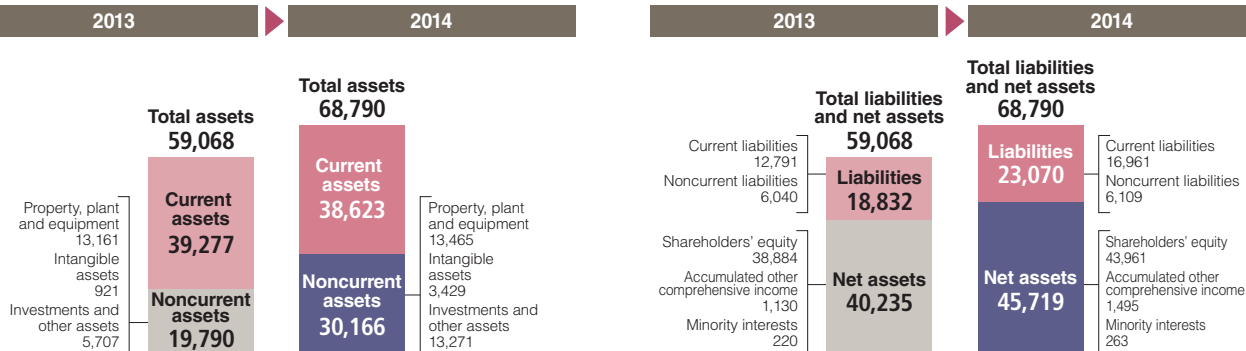 2013
2014
Total assets
59,068
Current
assets
39,277
Noncurrent
assets
19,790
Property, plant
and equipment
13,161
Intangible
assets
921
Investments and
other assets
5,707
Total assets
68,790
Current
assets
38,623
Noncurrent
assets
30,166
Property, plant
and equipment
13,465
Intangible
assets
3,429
Investments and
other assets
13,271
2013
2014
Total liabilities
and net assets
59,068
Current liabilities
12,791
Noncurrent liabilities
6,040
Liabilities
18,832
Shareholders' equity
38,884
Accumulated other
comprehensive income
1,130
Minority interests
220
Net assets
40,235
Total liabilities
and net assets
68,790
Liabilities
23,070
Current liabilities
16,961
Noncurrent liabilities
6,109
Net assets
45,719
Shareholders' equity
43,961
Accumulated other
comprehensive income
1,495
Minority interests
263